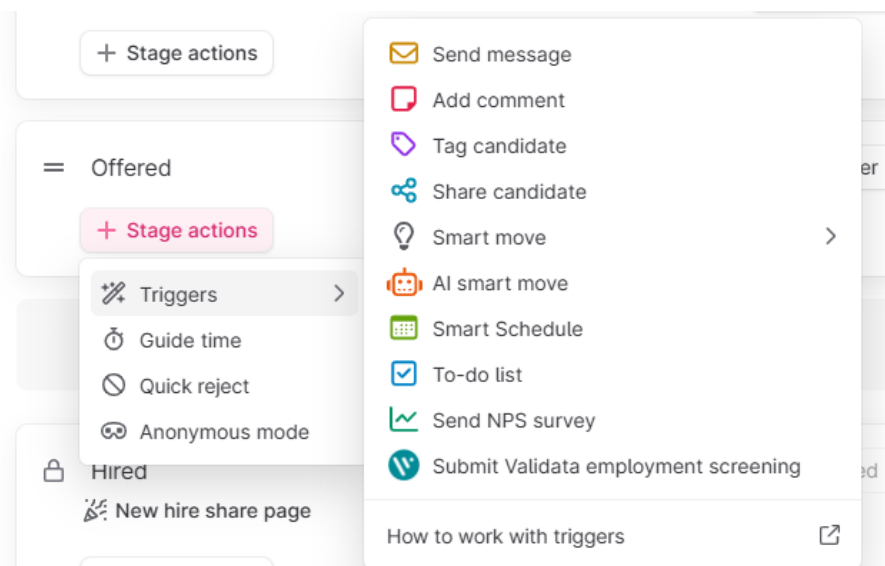 Stage actions
Offered
Stage actions
Triggers
Guide time
Quick reject
Anonymous mode
Hired
New hire share page
Send message
Add comment
Tag candidate
Share candidate
Smart move
AI smart move
Smart Schedule
To-do list
Send NPS survey
Submit Validata employment screening
How to work with triggers